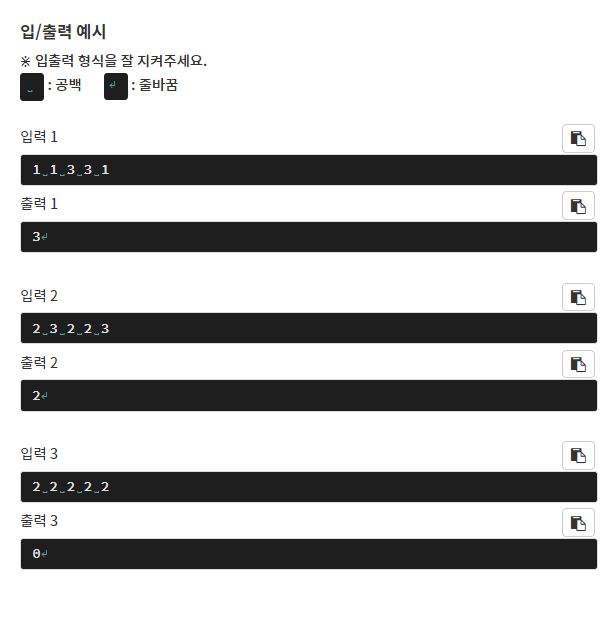 입/출력 예시
※ 입출력 형식을 잘 지켜주세요.
␣ : 공백 ↲ : 줄바꿈
입력 1
1␣1␣3␣3␣1
출력 1
3↲
입력 2
2␣3␣2␣2␣3
출력 2
2↲
입력 3
2␣2␣2␣2␣2
출력 3
0↲